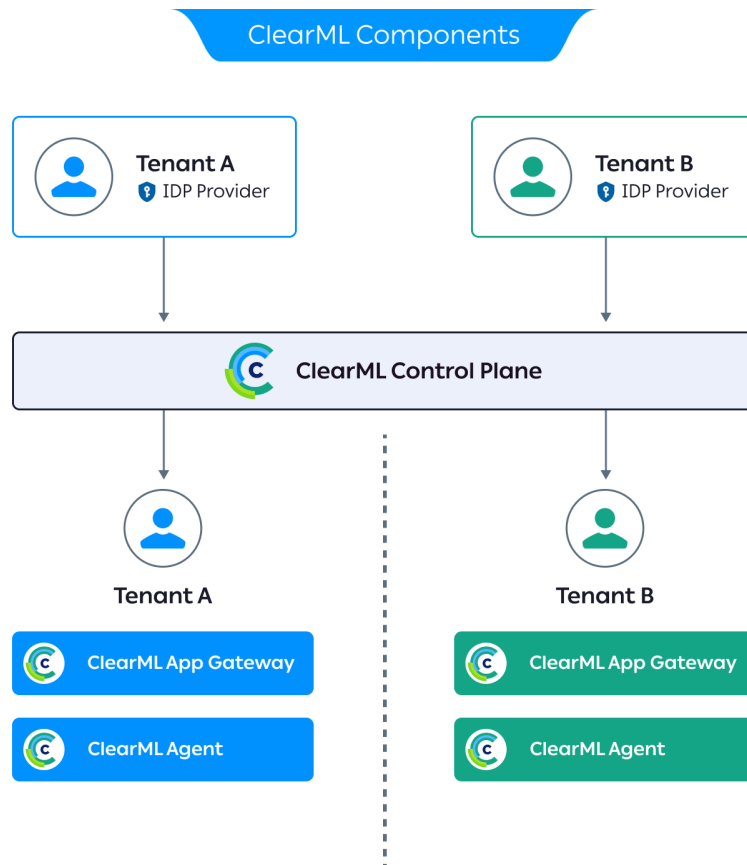 ClearML Components
Tenant A
IDP Provider
Tenant B
IDP Provider
C ClearML Control Plane
Tenant A
Tenant B
C ClearML App Gateway
C ClearML App Gateway
C ClearML Agent
C ClearML Agent